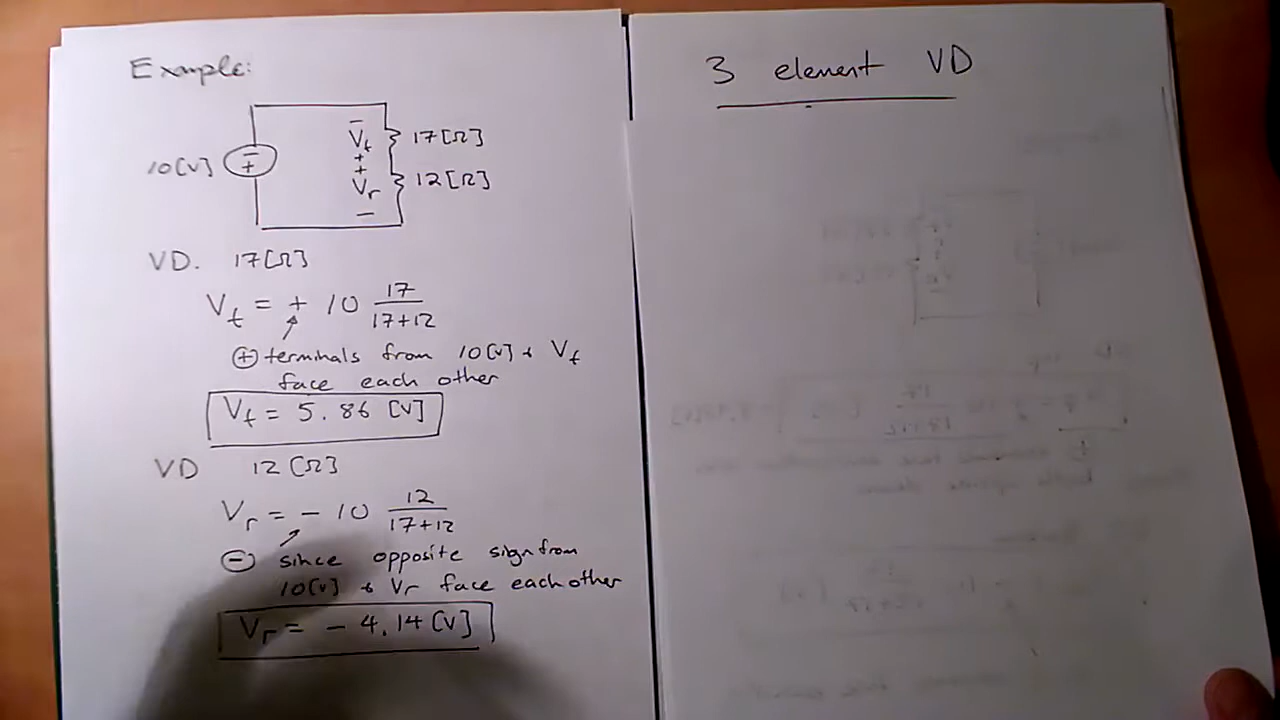 Example:
10[V]
−
+
−
Vt
+
+
Vr
−
17[Ω]
12[Ω]
VD. 17[Ω]
Vt = + 10 17/(17+12)
⊕ terminals from 10[V] & Vt
face each other
Vt = 5.86 [V]
VD 12[Ω]
Vr = − 10 12/(17+12)
⊖ since opposite sign from
10[V] & Vr face each other
Vr = − 4.14 [V]
3 element VD